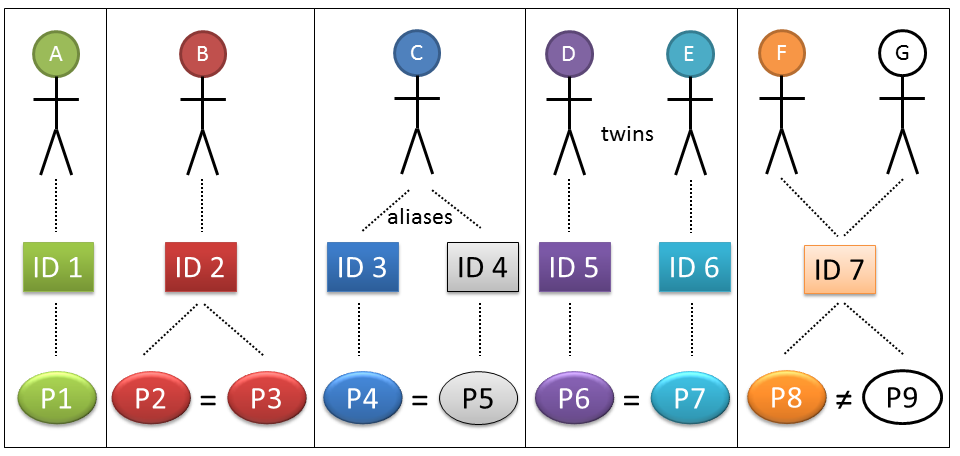 A B C D E F G
twins
aliases
ID 1 ID 2 ID 3 ID 4 ID 5 ID 6 ID 7
P1 P2 = P3 P4 = P5 P6 = P7 P8 ≠ P9